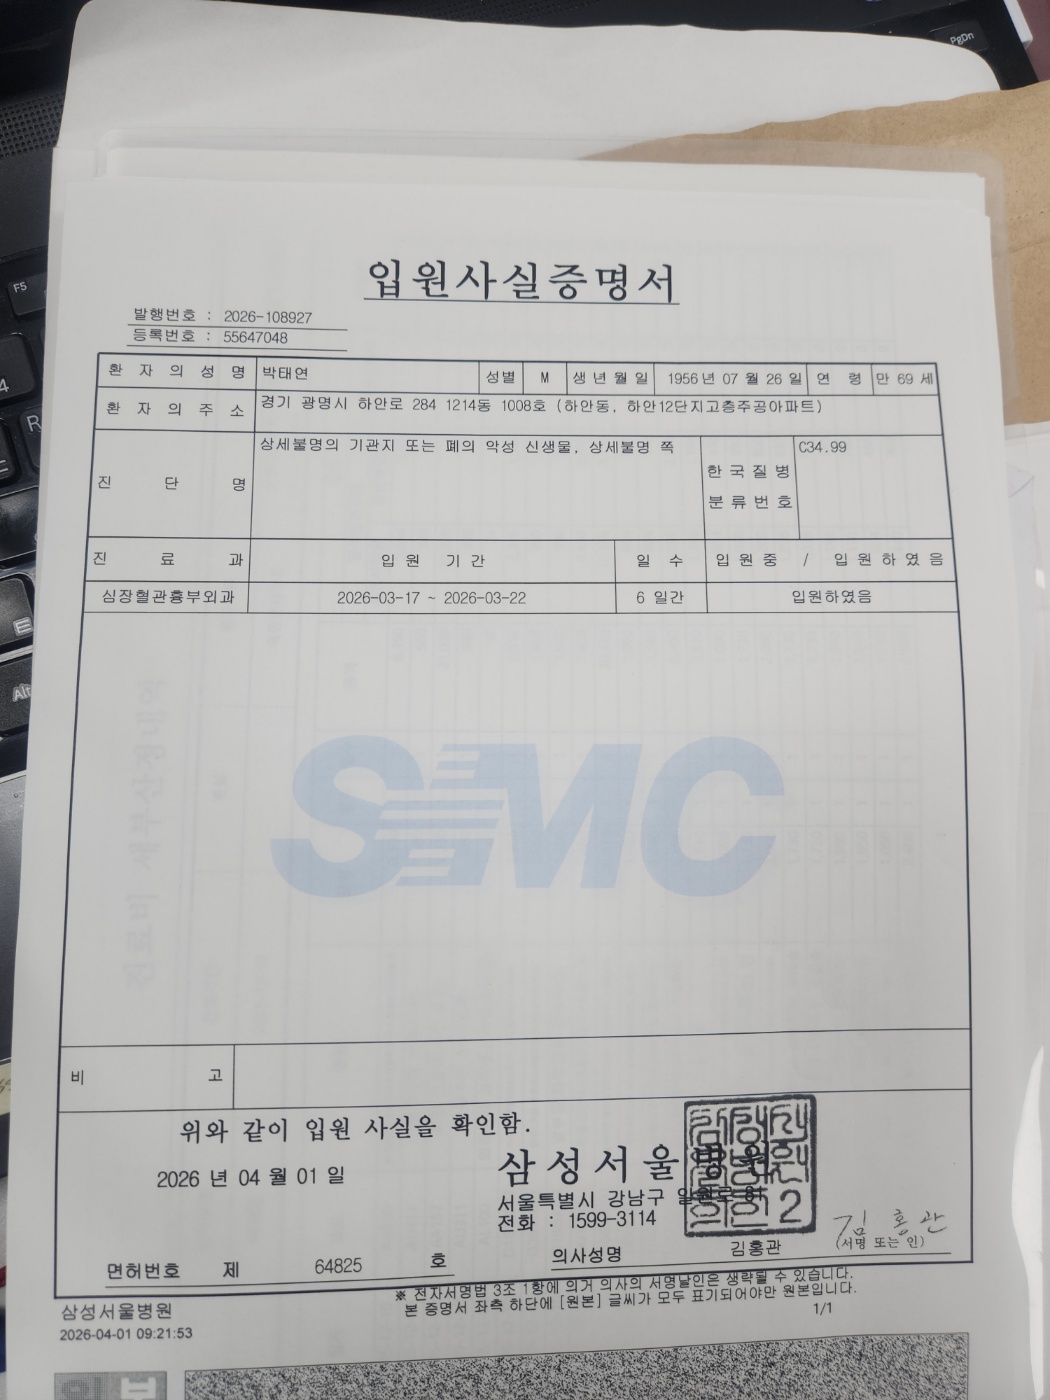 PgDn
F5
입원사실증명서
발행번호 : 2026-108927
등록번호 : 55647048
환 자 의 성 명 박태연 성별 M 생 년 월 일 1956 년 07 월 26 일 연 령 만 69 세
환 자 의 주 소 경기 광명시 하안로 284 1214동 1008호 (하안동, 하안12단지고층주공아파트)
진 단 명 상세불명의 기관지 또는 폐의 악성 신생물, 상세불명 쪽 한국질병 분류번호 C34.99
진 료 과 입 원 기 간 일 수 입 원 중 / 입 원 하 였 음
심장혈관흉부외과 2026-03-17 ~ 2026-03-22 6 일간 입원하였음
SMC
비 고
위와 같이 입원 사실을 확인함.
2026 년 04 월 01 일
삼성서울병원
서울특별시 강남구 일원로 81
전화 : 1599-3114
면허번호 제 64825 호 의사성명 김홍관 (서명 또는 인)
김홍관
※ 전자서명법 3조 1항에 의거 의사의 서명날인은 생략될 수 있습니다.
본 증명서 좌측 하단에 [원본] 글씨가 모두 표기되어야만 원본입니다.
삼성서울병원
1/1
2026-04-01 09:21:53